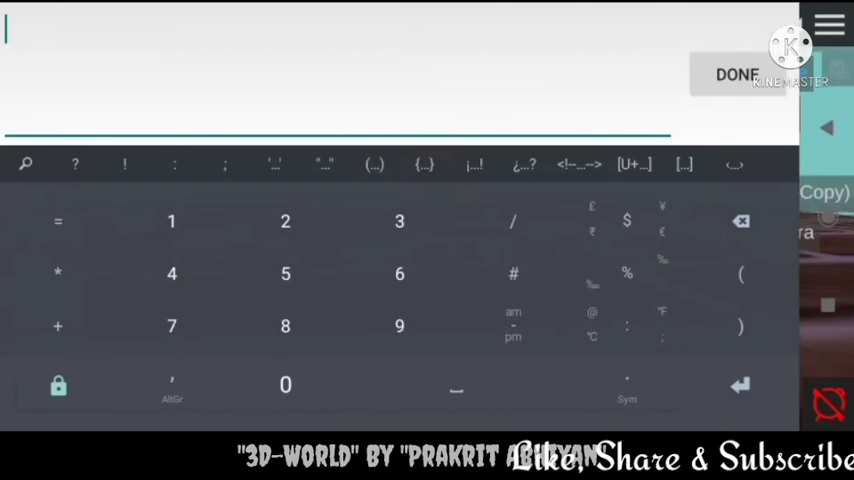 DONE
K
KINEMASTER
? ! : ; '...' "..." (...) {...} ¡...! ¿...? <!--...--> [U+...] [...] ‹...›
= 1 2 3 / £ ₹ $ ¥ €
* 4 5 6 # ‱ % ‰ (
+ 7 8 9 am - pm @ °C : °F ; )
, AltGr 0 . Sym
Copy)
ra
"3D-WORLD" BY "PRAKRIT
Like, Share & Subscribe